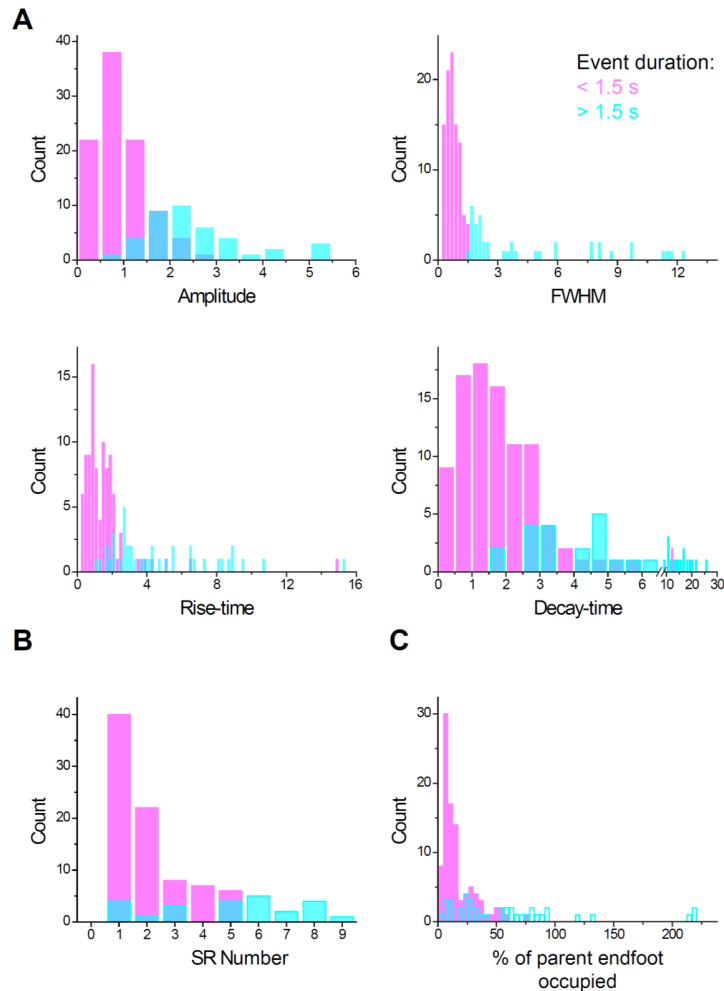 A
40
30
20
10
0
Count
0 1 2 3 4 5 6
Amplitude
20
10
0
Count
0 3 6 9 12
FWHM
Event duration:
< 1.5 s
> 1.5 s
15
10
5
0
Count
0 4 8 12 16
Rise-time
15
10
5
0
Count
0 1 2 3 4 5 6 10 20 30
Decay-time
B
40
30
20
10
0
Count
0 1 2 3 4 5 6 7 8 9
SR Number
C
30
20
10
0
Count
0 50 100 150 200
% of parent endfoot
occupied